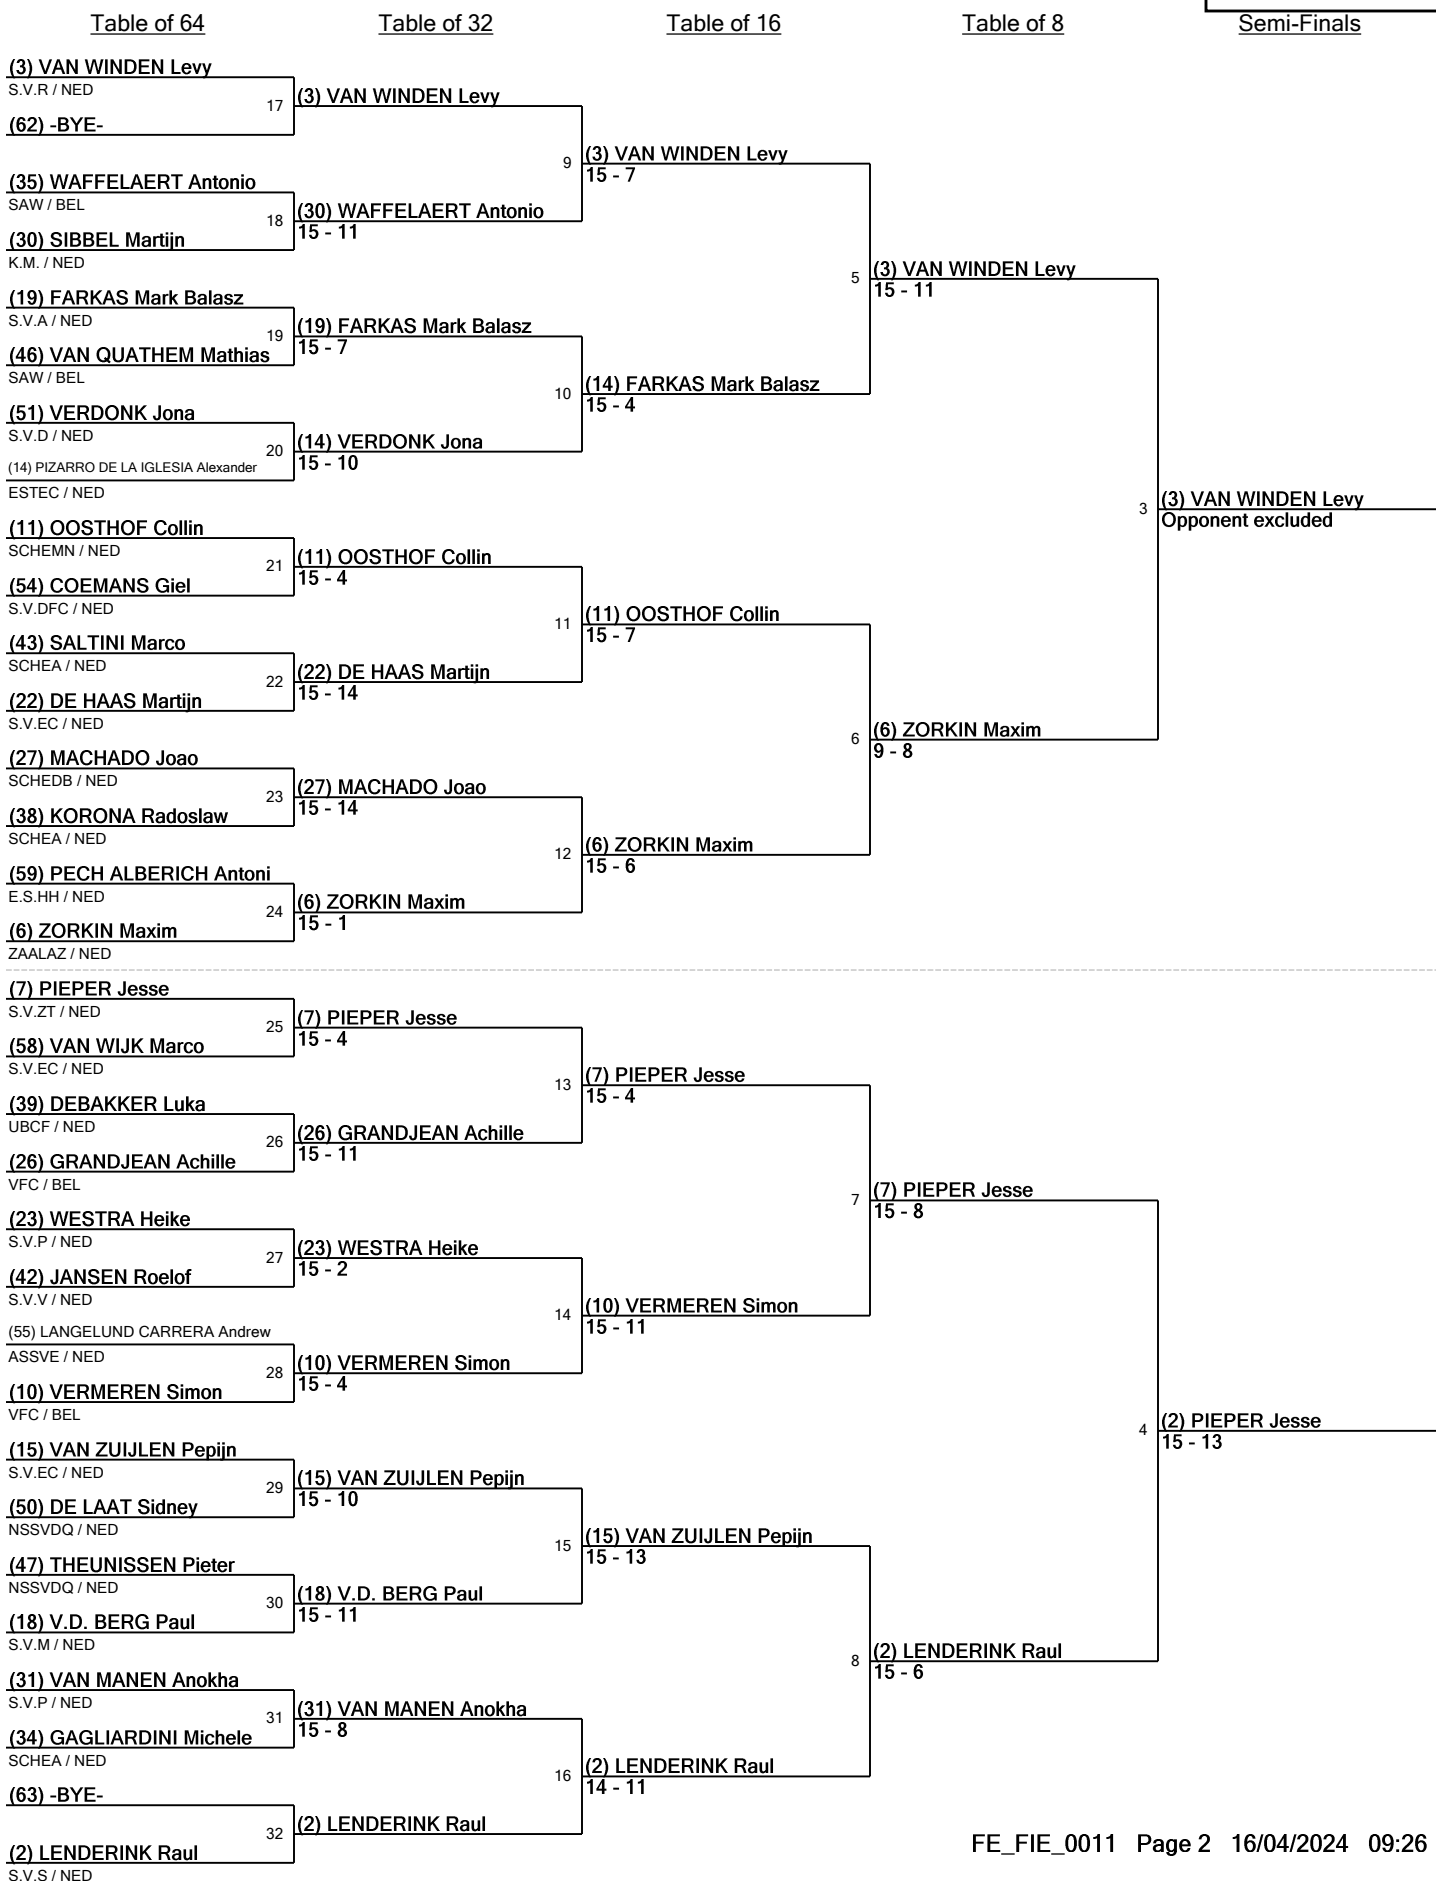 Table of 64
Table of 32
Table of 16
Table of 8
Semi-Finals
(3) VAN WINDEN Levy
S.V.R / NED
(62) -BYE-
(35) WAFFELAERT Antonio
SAW / BEL
(30) SIBBEL Martijn
K.M. / NED
(19) FARKAS Mark Balasz
S.V.A / NED
(46) VAN QUATHEM Mathias
SAW / BEL
(51) VERDONK Jona
S.V.D / NED
(14) PIZARRO DE LA IGLESIA Alexander
ESTEC / NED
(11) OOSTHOF Collin
SCHEMN / NED
(54) COEMANS Giel
S.V.DFC / NED
(43) SALTINI Marco
SCHEA / NED
(22) DE HAAS Martijn
S.V.EC / NED
(27) MACHADO Joao
SCHEDB / NED
(38) KORONA Radoslaw
SCHEA / NED
(59) PECH ALBERICH Antoni
E.S.HH / NED
(6) ZORKIN Maxim
ZAALAZ / NED
(7) PIEPER Jesse
S.V.ZT / NED
(58) VAN WIJK Marco
S.V.EC / NED
(39) DEBAKKER Luka
UBCF / NED
(26) GRANDJEAN Achille
VFC / BEL
(23) WESTRA Heike
S.V.P / NED
(42) JANSEN Roelof
S.V.V / NED
(55) LANGELUND CARRERA Andrew
ASSVE / NED
(10) VERMEREN Simon
VFC / BEL
(15) VAN ZUIJLEN Pepijn
S.V.EC / NED
(50) DE LAAT Sidney
NSSVDQ / NED
(47) THEUNISSEN Pieter
NSSVDQ / NED
(18) V.D. BERG Paul
S.V.M / NED
(31) VAN MANEN Anokha
S.V.P / NED
(34) GAGLIARDINI Michele
SCHEA / NED
(63) -BYE-
(2) LENDERINK Raul
S.V.S / NED
17
(3) VAN WINDEN Levy
18
(30) WAFFELAERT Antonio
15 - 11
19
(19) FARKAS Mark Balasz
15 - 7
20
(14) VERDONK Jona
15 - 10
21
(11) OOSTHOF Collin
15 - 4
22
(22) DE HAAS Martijn
15 - 14
23
(27) MACHADO Joao
15 - 14
24
(6) ZORKIN Maxim
15 - 1
25
(7) PIEPER Jesse
15 - 4
26
(26) GRANDJEAN Achille
15 - 11
27
(23) WESTRA Heike
15 - 2
28
(10) VERMEREN Simon
15 - 4
29
(15) VAN ZUIJLEN Pepijn
15 - 10
30
(18) V.D. BERG Paul
15 - 11
31
(31) VAN MANEN Anokha
15 - 8
32
(2) LENDERINK Raul
9
(3) VAN WINDEN Levy
15 - 7
10
(14) FARKAS Mark Balasz
15 - 4
11
(11) OOSTHOF Collin
15 - 7
12
(6) ZORKIN Maxim
15 - 6
13
(7) PIEPER Jesse
15 - 4
14
(10) VERMEREN Simon
15 - 11
15
(15) VAN ZUIJLEN Pepijn
15 - 13
16
(2) LENDERINK Raul
14 - 11
5
(3) VAN WINDEN Levy
15 - 11
6
(6) ZORKIN Maxim
9 - 8
7
(7) PIEPER Jesse
15 - 8
8
(2) LENDERINK Raul
15 - 6
3
(3) VAN WINDEN Levy
Opponent excluded
4
(2) PIEPER Jesse
15 - 13
FE_FIE_0011 Page 2 16/04/2024 09:26